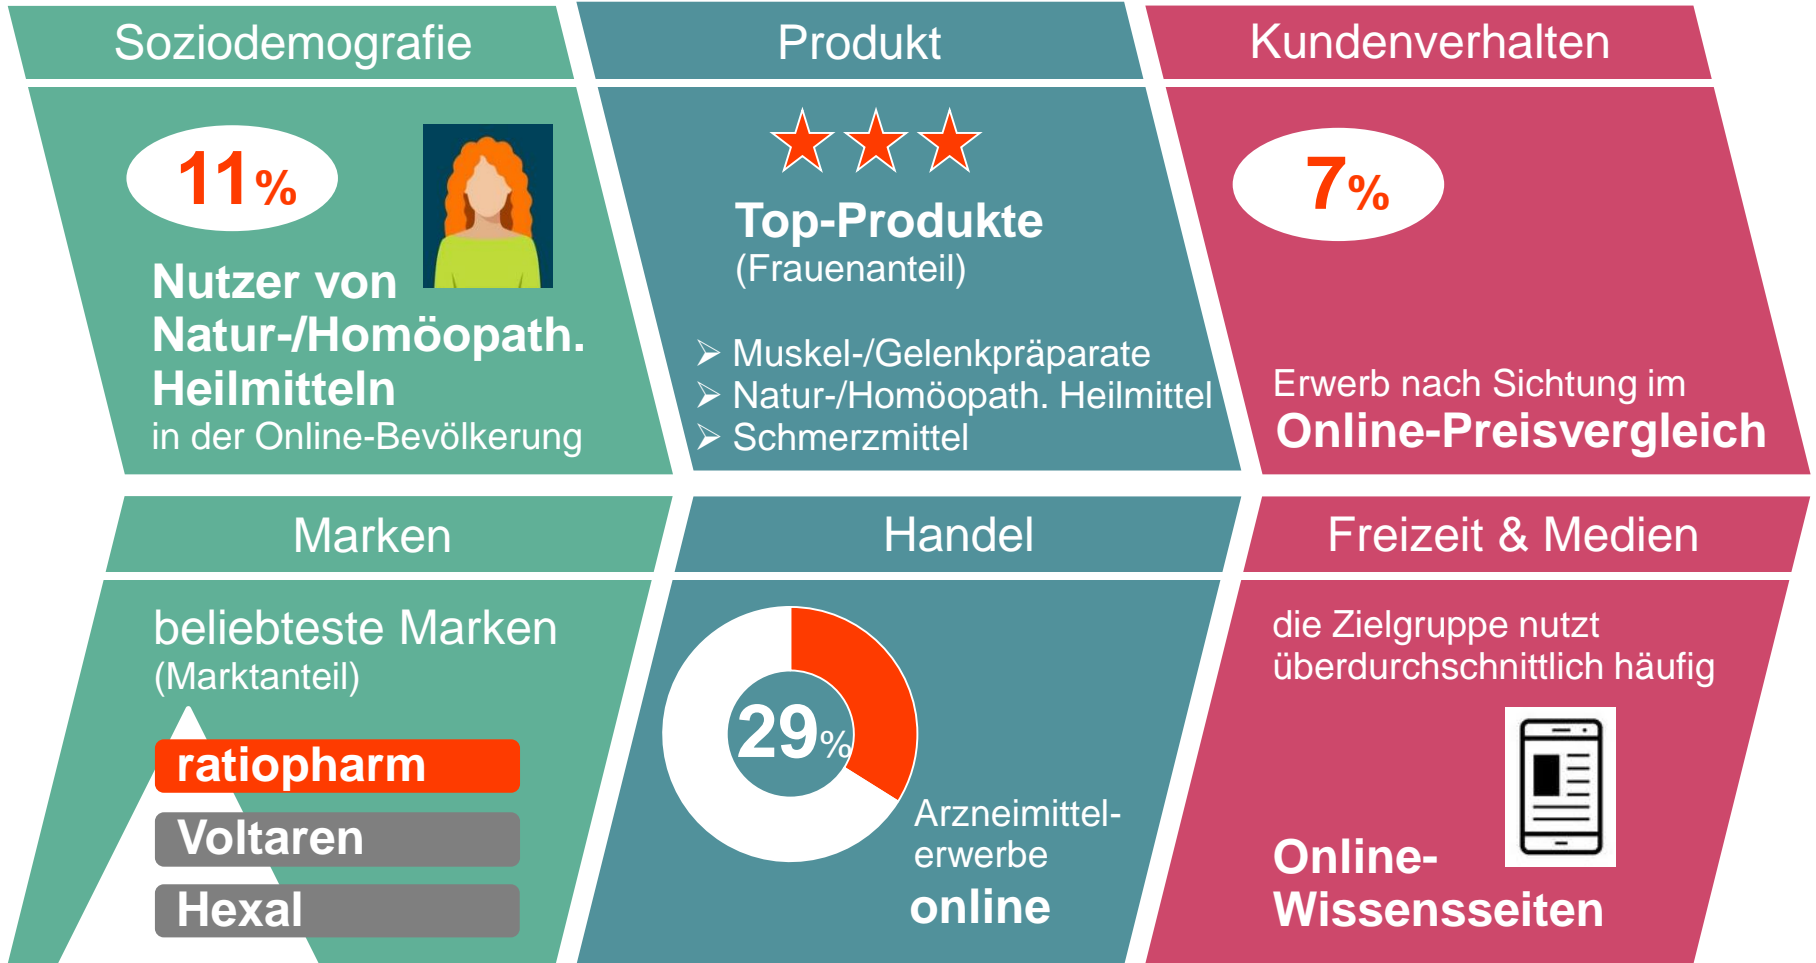 Soziodemografie
11%
Nutzer von
Natur-/Homöopath.
Heilmitteln
in der Online-Bevölkerung
Produkt
Top-Produkte
(Frauenanteil)
➢ Muskel-/Gelenkpräparate
➢ Natur-/Homöopath. Heilmittel
➢ Schmerzmittel
Kundenverhalten
7%
Erwerb nach Sichtung im
Online-Preisvergleich
Marken
beliebteste Marken
(Marktanteil)
ratiopharm
Voltaren
Hexal
Handel
29%
Arzneimittel-
erwerbe
online
Freizeit & Medien
die Zielgruppe nutzt
überdurchschnittlich häufig
Online-
Wissensseiten